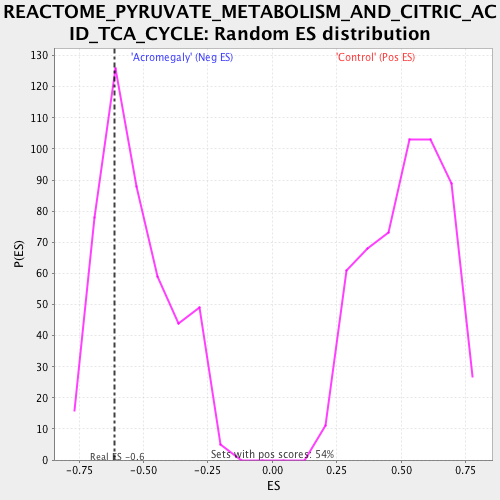 REACTOME_PYRUVATE_METABOLISM_AND_CITRIC_AC
ID_TCA_CYCLE: Random ES distribution
'Acromegaly' (Neg ES) 'Control' (Pos ES)
130
120
110
100
90
80
70
60
50
40
30
20
10
0
P(ES)
Real ES -0.6
Sets with pos scores: 54%
-0.75 -0.50 -0.25 0.00 0.25 0.50 0.75
ES